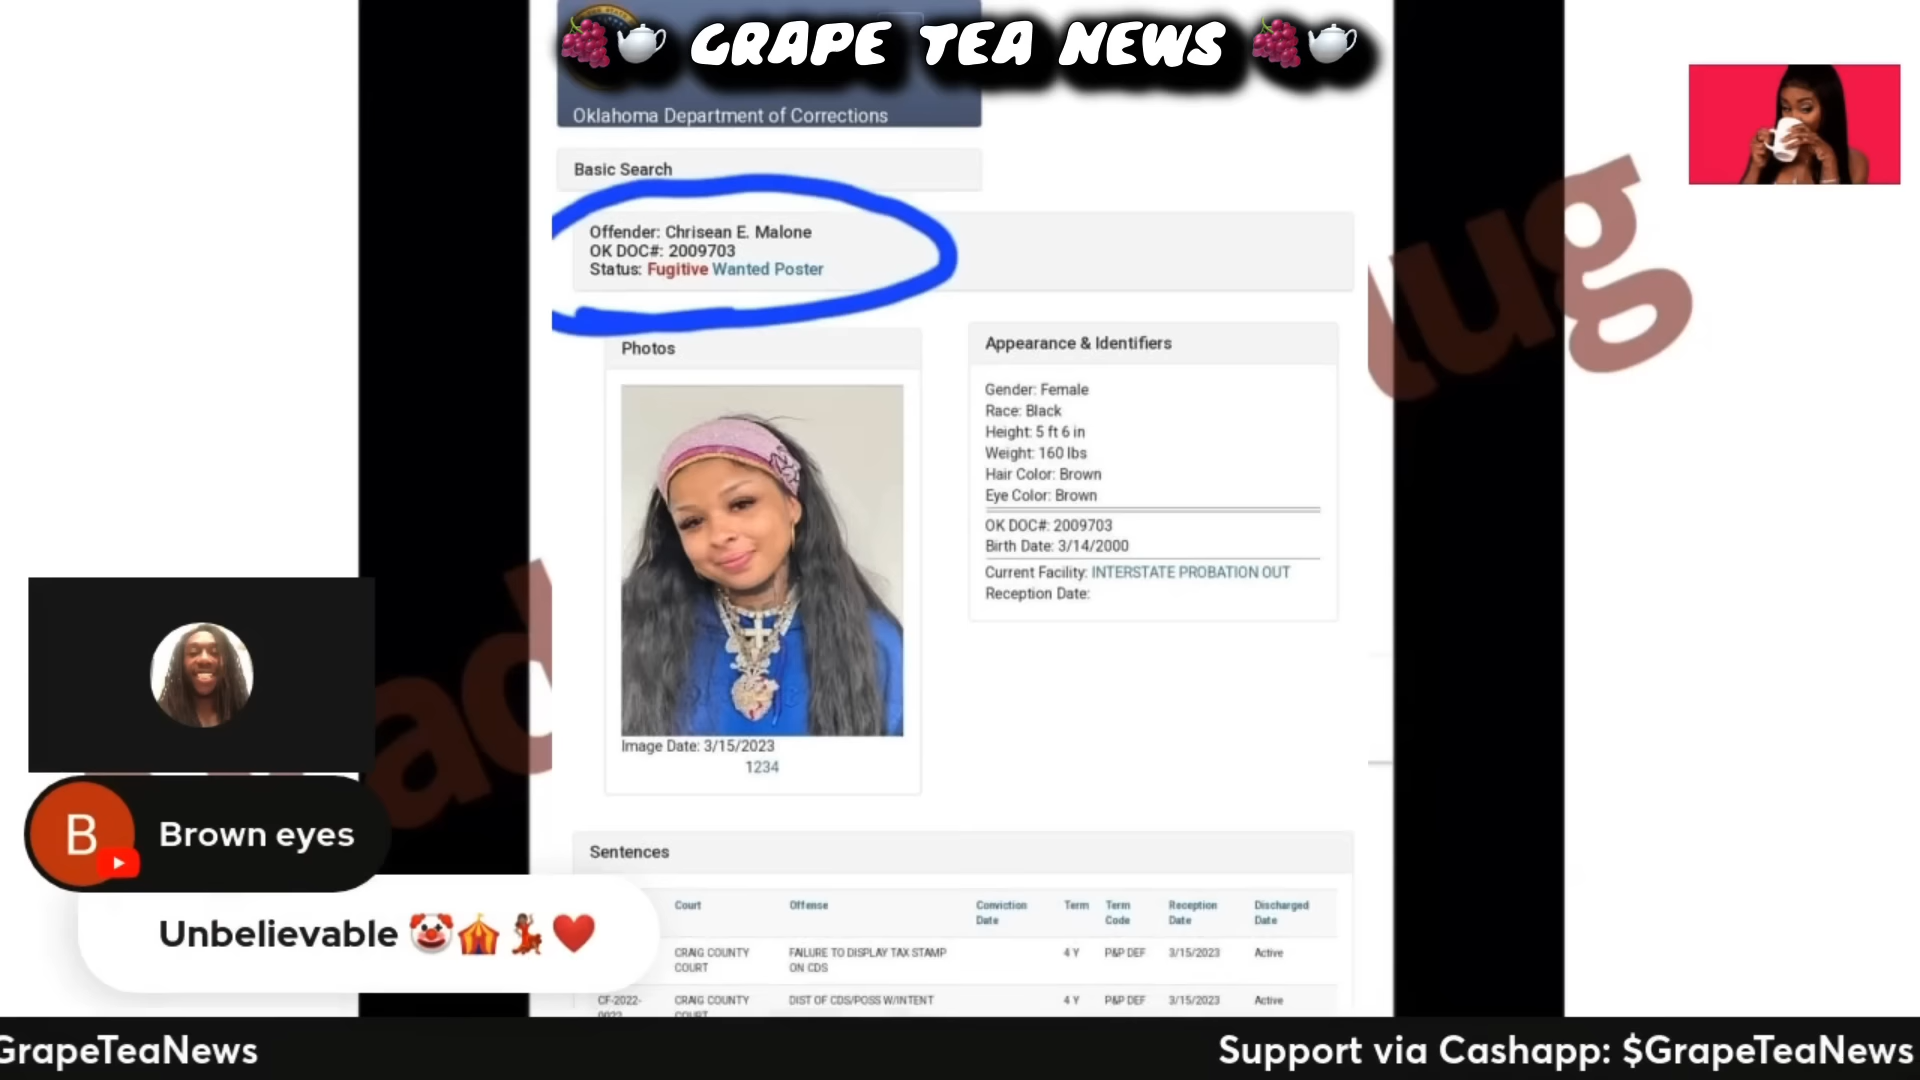 GRAPE TEA NEWS
Oklahoma Department of Corrections
Basic Search
Offender: Chrisean E. Malone
OK DOC#: 2009703
Status: Fugitive Wanted Poster
Photos
Image Date: 3/15/2023
1234
Appearance & Identifiers
Gender: Female
Race: Black
Height: 5 ft 6 in
Weight: 160 lbs
Hair Color: Brown
Eye Color: Brown
OK DOC#: 2009703
Birth Date: 3/14/2000
Current Facility: INTERSTATE PROBATION OUT
Reception Date:
lug
ad
B
Brown eyes
Unbelievable 🤡🎪💃🏾❤️
Sentences
Court Offense Conviction Date Term Term Code Reception Date Discharged Date
CRAIG COUNTY COURT FAILURE TO DISPLAY TAX STAMP ON CDS 4 Y P&P DEF 3/15/2023 Active
CF-2022- CRAIG COUNTY DIST OF CDS/POSS W/INTENT 4 Y P&P DEF 3/15/2023 Active
GrapeTeaNews
Support via Cashapp: $GrapeTeaNews